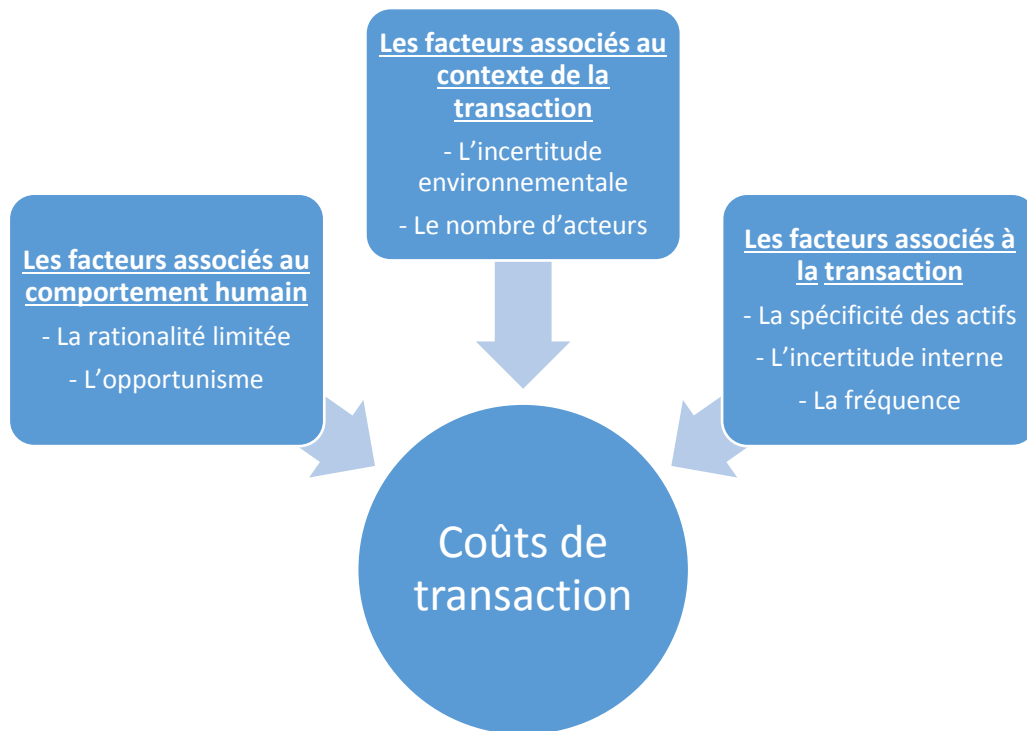 Les facteurs associés au
contexte de la
transaction
- L'incertitude
environnementale
- Le nombre d'acteurs
Les facteurs associés au
comportement humain
- La rationalité limitée
- L'opportunisme
Les facteurs associés à
la transaction
- La spécificité des actifs
- L'incertitude interne
- La fréquence
Coûts de
transaction